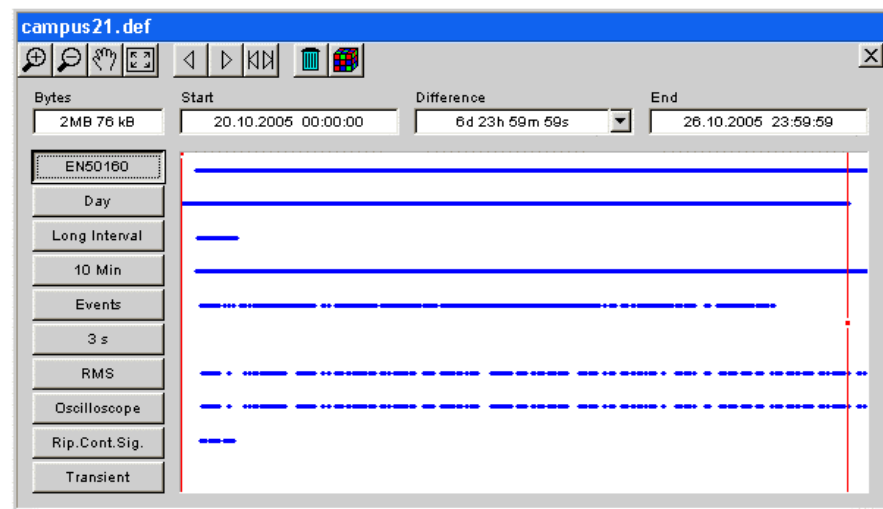 campus21.def
Bytes Start Difference End
2MB 76 kB 20.10.2005 00:00:00 6d 23h 59m 59s 26.10.2005 23:59:59
EN50160
Day
Long Interval
10 Min
Events
3 s
RMS
Oscilloscope
Rip.Cont.Sig.
Transient